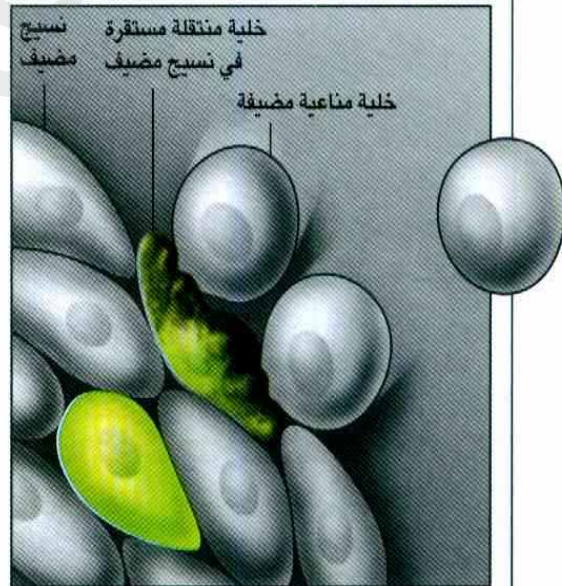 نسيج
مضيف
خلية منتقلة مستقرة
في نسيج مضيف
خلية مناعية مضيفة